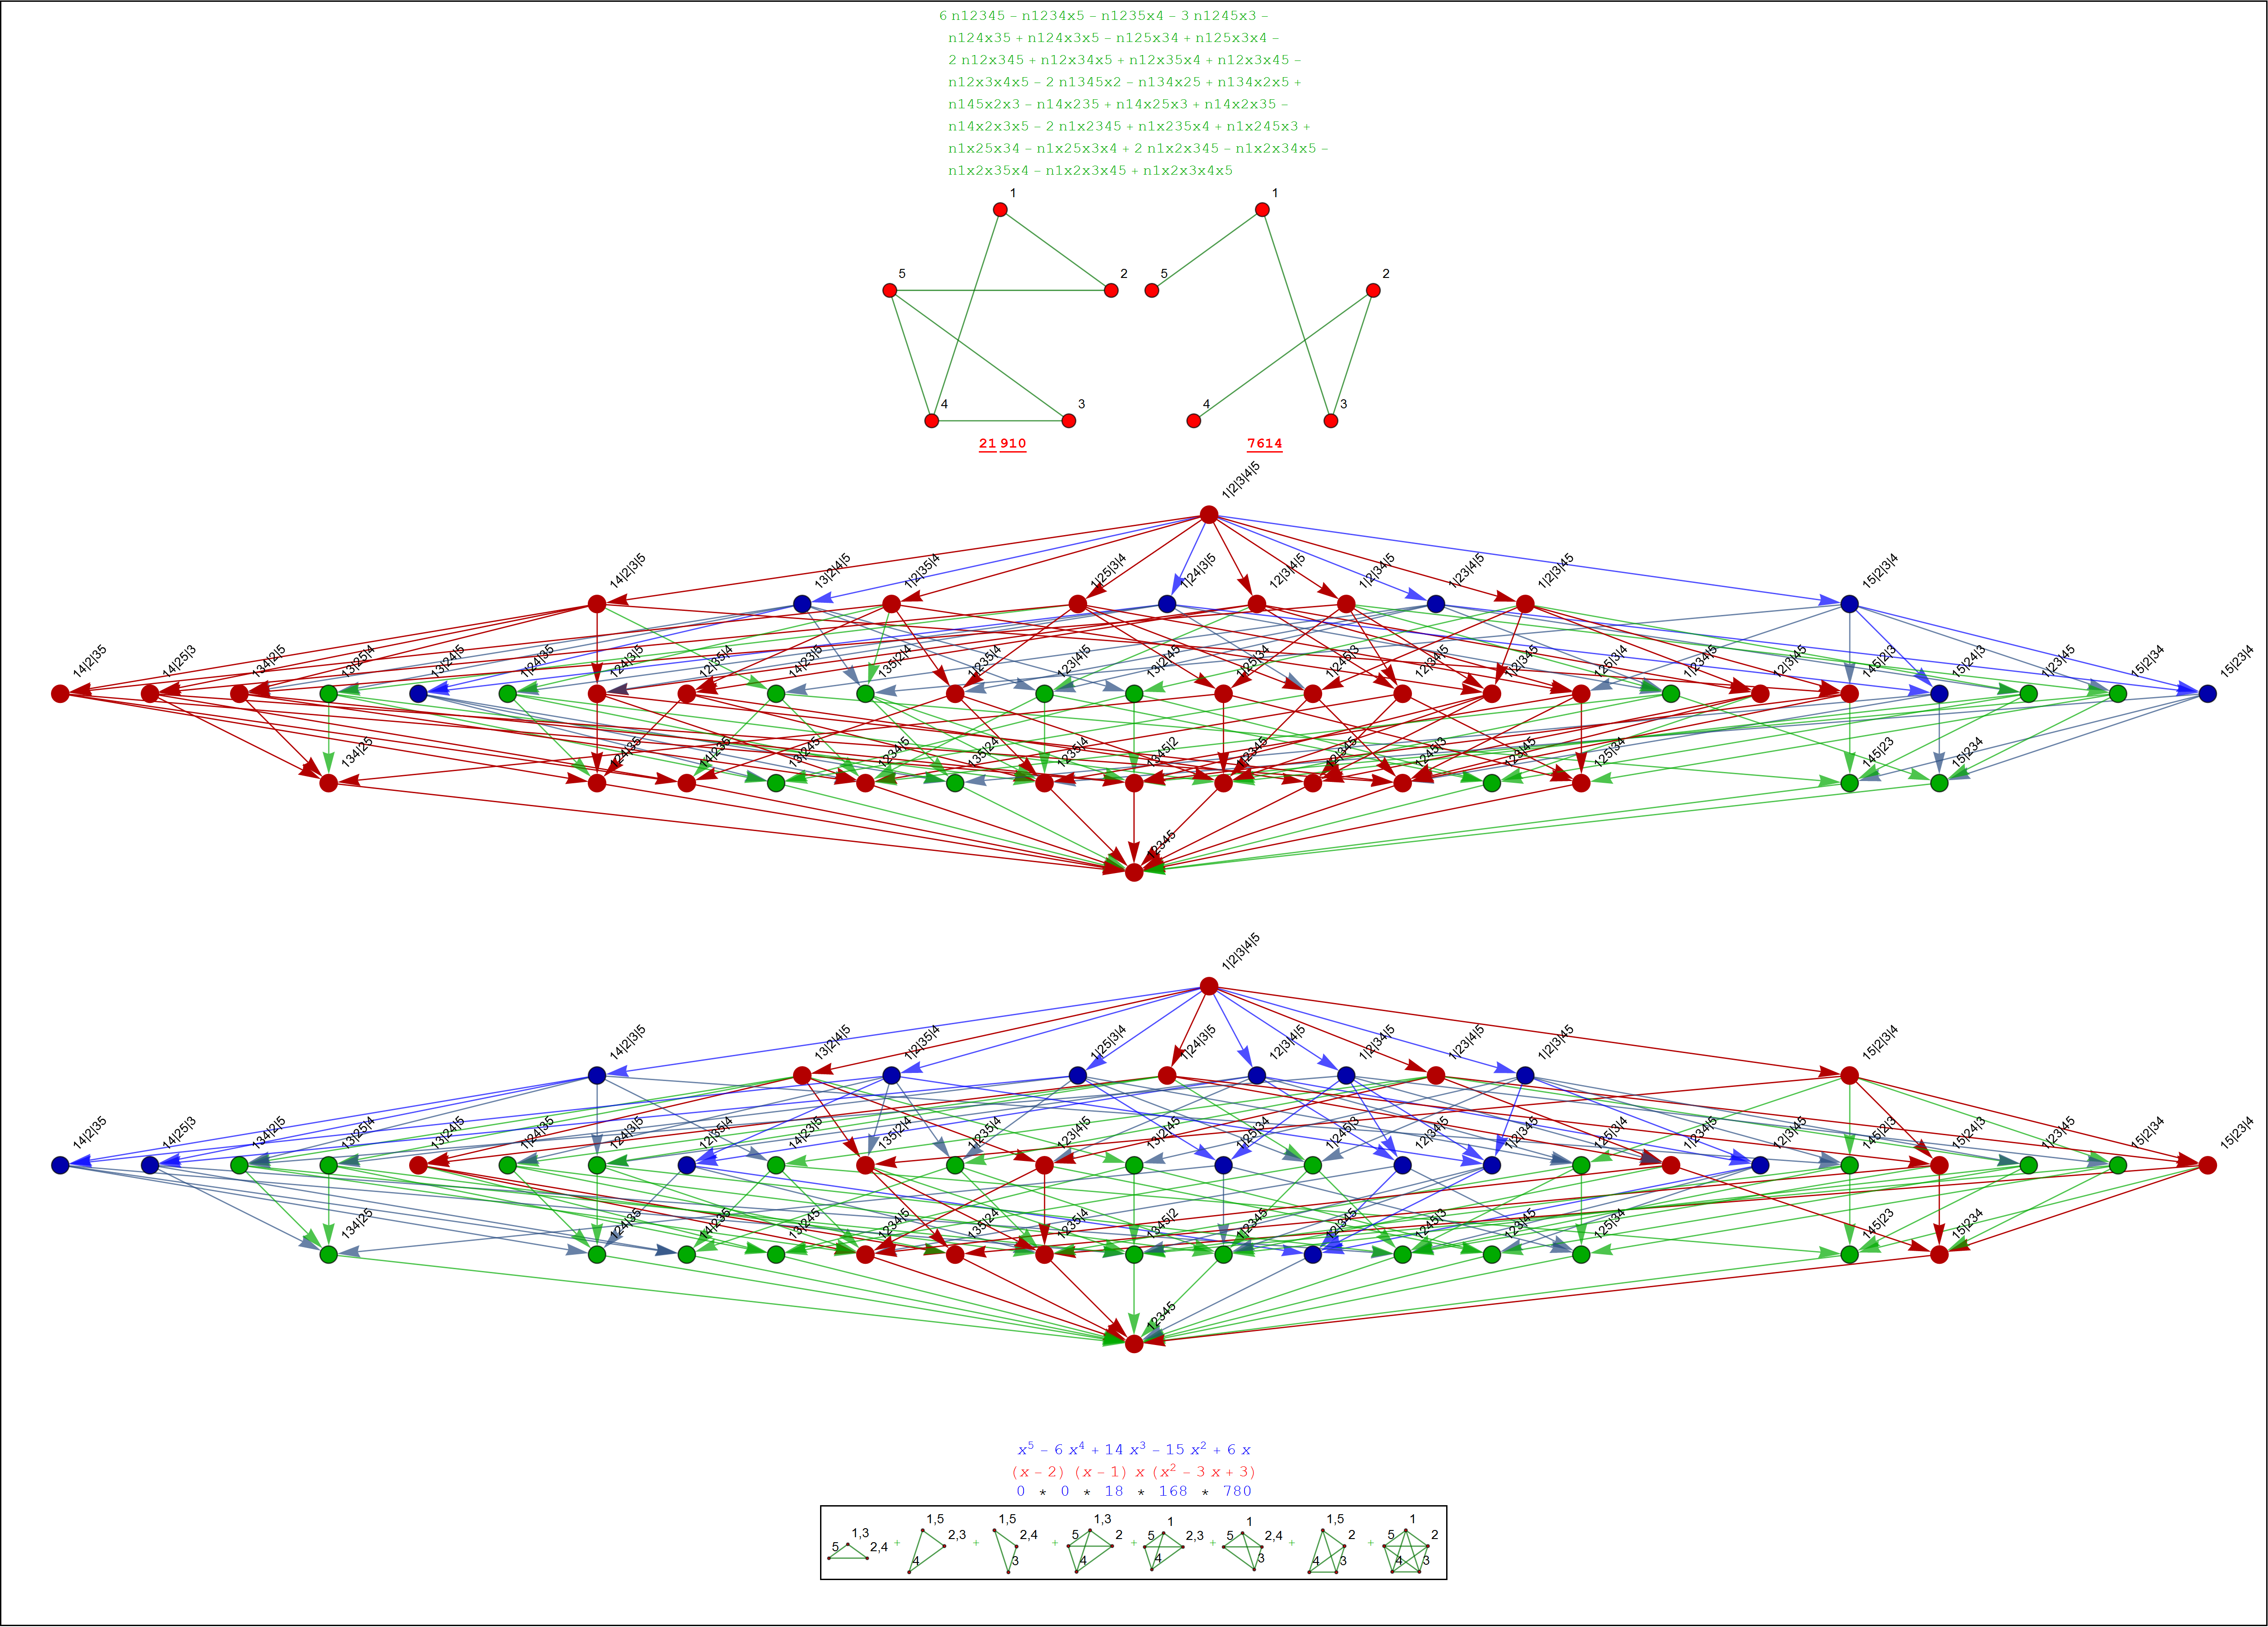 6 n12345 − n1234x5 − n1235x4 − 3 n1245x3 −
n124x35 + n124x3x5 − n125x34 + n125x3x4 −
2 n12x345 + n12x34x5 + n12x35x4 + n12x3x45 −
n12x3x4x5 − 2 n1345x2 − n134x25 + n134x2x5 +
n145x2x3 − n14x235 + n14x25x3 + n14x2x35 −
n14x2x3x5 − 2 n1x2345 + n1x235x4 + n1x245x3 +
n1x25x34 − n1x25x3x4 + 2 n1x2x345 − n1x2x34x5 −
n1x2x35x4 − n1x2x3x45 + n1x2x3x4x5
1 1
5 2 5 2
4 3 4 3
21 910 7614
1|2|3|4|5
14|2|3|5 13|2|4|5 1|2|35|4 1|25|3|4 1|24|3|5 12|3|4|5 1|2|34|5 1|23|4|5 1|2|3|45 15|2|3|4
14|2|35 14|25|3 134|2|5 13|25|4 13|24|5 1|24|35 124|3|5 12|35|4 14|23|5 135|2|4 1|235|4 123|4|5 13|2|45 1|25|34 1|245|3 12|34|5 1|2|345 125|3|4 1|234|5 12|3|45 145|2|3 15|24|3 1|23|45 15|2|34 15|23|4
134|25 124|35 14|235 13|245 1234|5 135|24 1235|4 1345|2 1|2345 12|345 1245|3 123|45 125|34 145|23 15|234
12345
1|2|3|4|5
14|2|3|5 13|2|4|5 1|2|35|4 1|25|3|4 1|24|3|5 12|3|4|5 1|2|34|5 1|23|4|5 1|2|3|45 15|2|3|4
14|2|35 14|25|3 134|2|5 13|25|4 13|24|5 1|24|35 124|3|5 12|35|4 14|23|5 135|2|4 1|235|4 123|4|5 13|2|45 1|25|34 1|245|3 12|34|5 1|2|345 125|3|4 1|234|5 12|3|45 145|2|3 15|24|3 1|23|45 15|2|34 15|23|4
134|25 124|35 14|235 13|245 1234|5 135|24 1235|4 1345|2 1|2345 12|345 1245|3 123|45 125|34 145|23 15|234
12345
x⁵ − 6 x⁴ + 14 x³ − 15 x² + 6 x
(x − 2) (x − 1) x (x² − 3 x + 3)
0 * 0 * 18 * 168 * 780
1,3 5 2,4 + 1,5 2,3 4 + 1,5 2,4 3 + 1,3 5 2 4 + 1 5 2,3 4 + 1 5 2,4 3 + 1,5 2 4 3 + 1 5 2 4 3